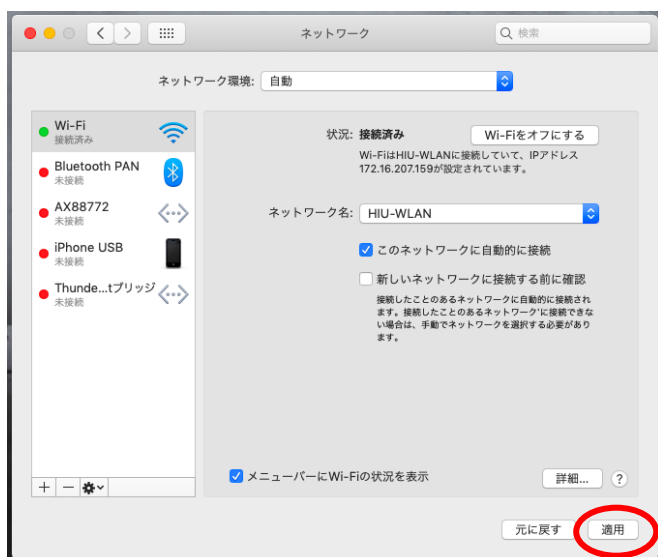 ネットワーク
検索
ネットワーク環境: 自動
Wi-Fi
接続済み
Bluetooth PAN
未接続
AX88772
未接続
iPhone USB
未接続
Thunde...tブリッジ
未接続
状況: 接続済み
Wi-Fiをオフにする
Wi-FiはHIU-WLANに接続していて、IPアドレス
172.16.207.159が設定されています。
ネットワーク名: HIU-WLAN
このネットワークに自動的に接続
新しいネットワークに接続する前に確認
接続したことのあるネットワークに自動的に接続され
ます。接続したことのあるネットワークに接続できな
い場合は、手動でネットワークを選択する必要があり
ます。
メニューバーにWi-Fiの状況を表示
詳細...
?
元に戻す
適用